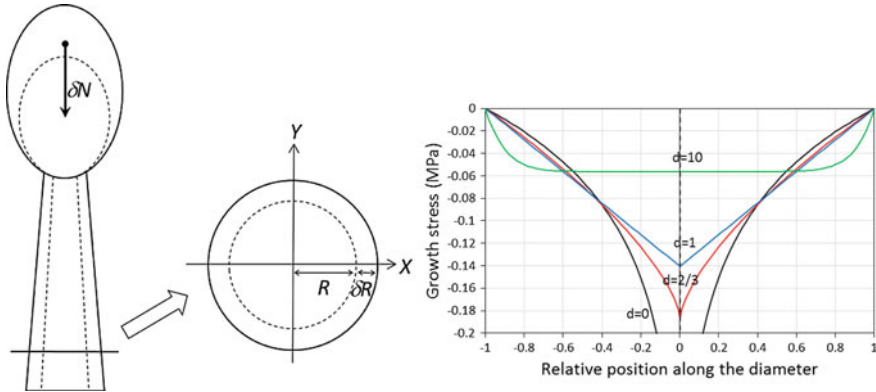 δN
Y
X
R
δR
Growth stress (MPa)
0
-0.02
-0.04
-0.06
-0.08
-0.1
-0.12
-0.14
-0.16
-0.18
-0.2
d=10
d=1
d=2/3
d=0
-1 -0.8 -0.6 -0.4 -0.2 0 0.2 0.4 0.6 0.8 1
Relative position along the diameter